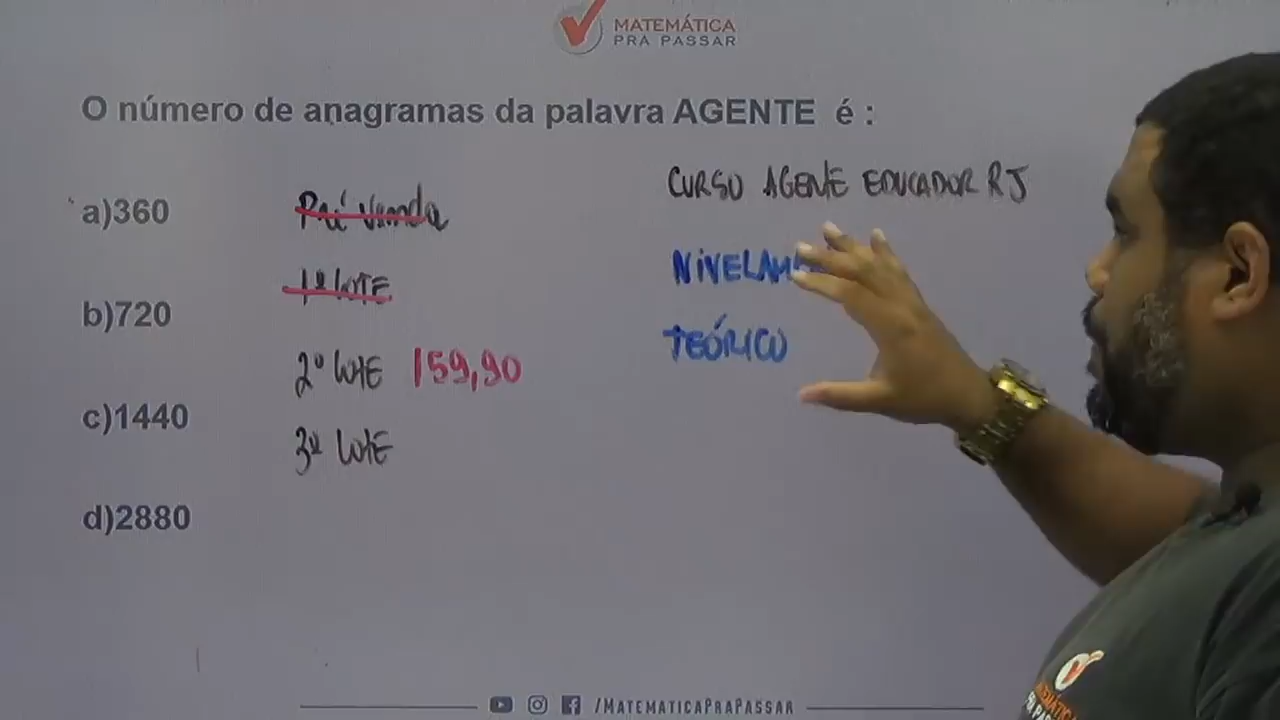 MATEMÁTICA
PRA PASSAR
O número de anagramas da palavra AGENTE é :
CURSO AGENTE EDUCADOR RJ
a)360
Pré Venda
NIVELAM
1º LOTE
b)720
TEÓRICO
2º LOTE 159,90
c)1440
3º LOTE
d)2880
/MATEMATICAPRAPASSAR